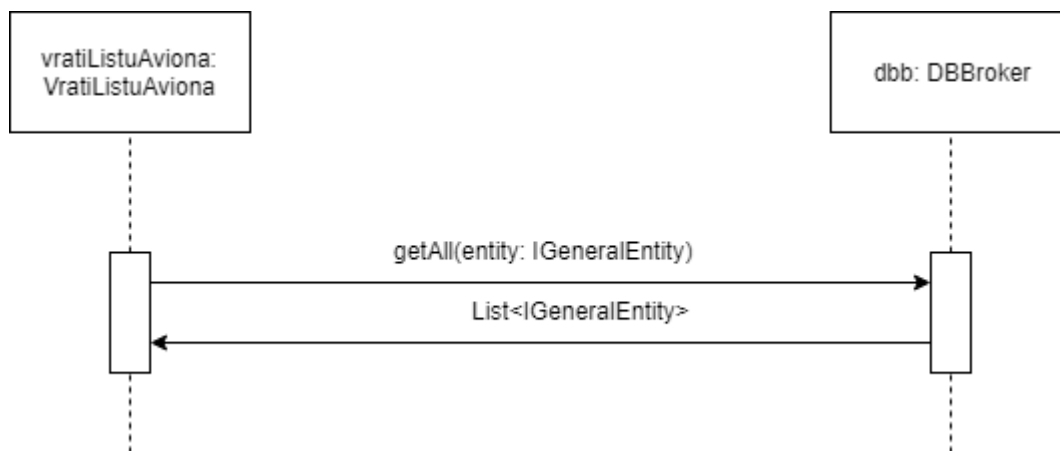 vratiListuAviona:
VratiListuAviona
dbb: DBBroker
getAll(entity: IGeneralEntity)
List<IGeneralEntity>